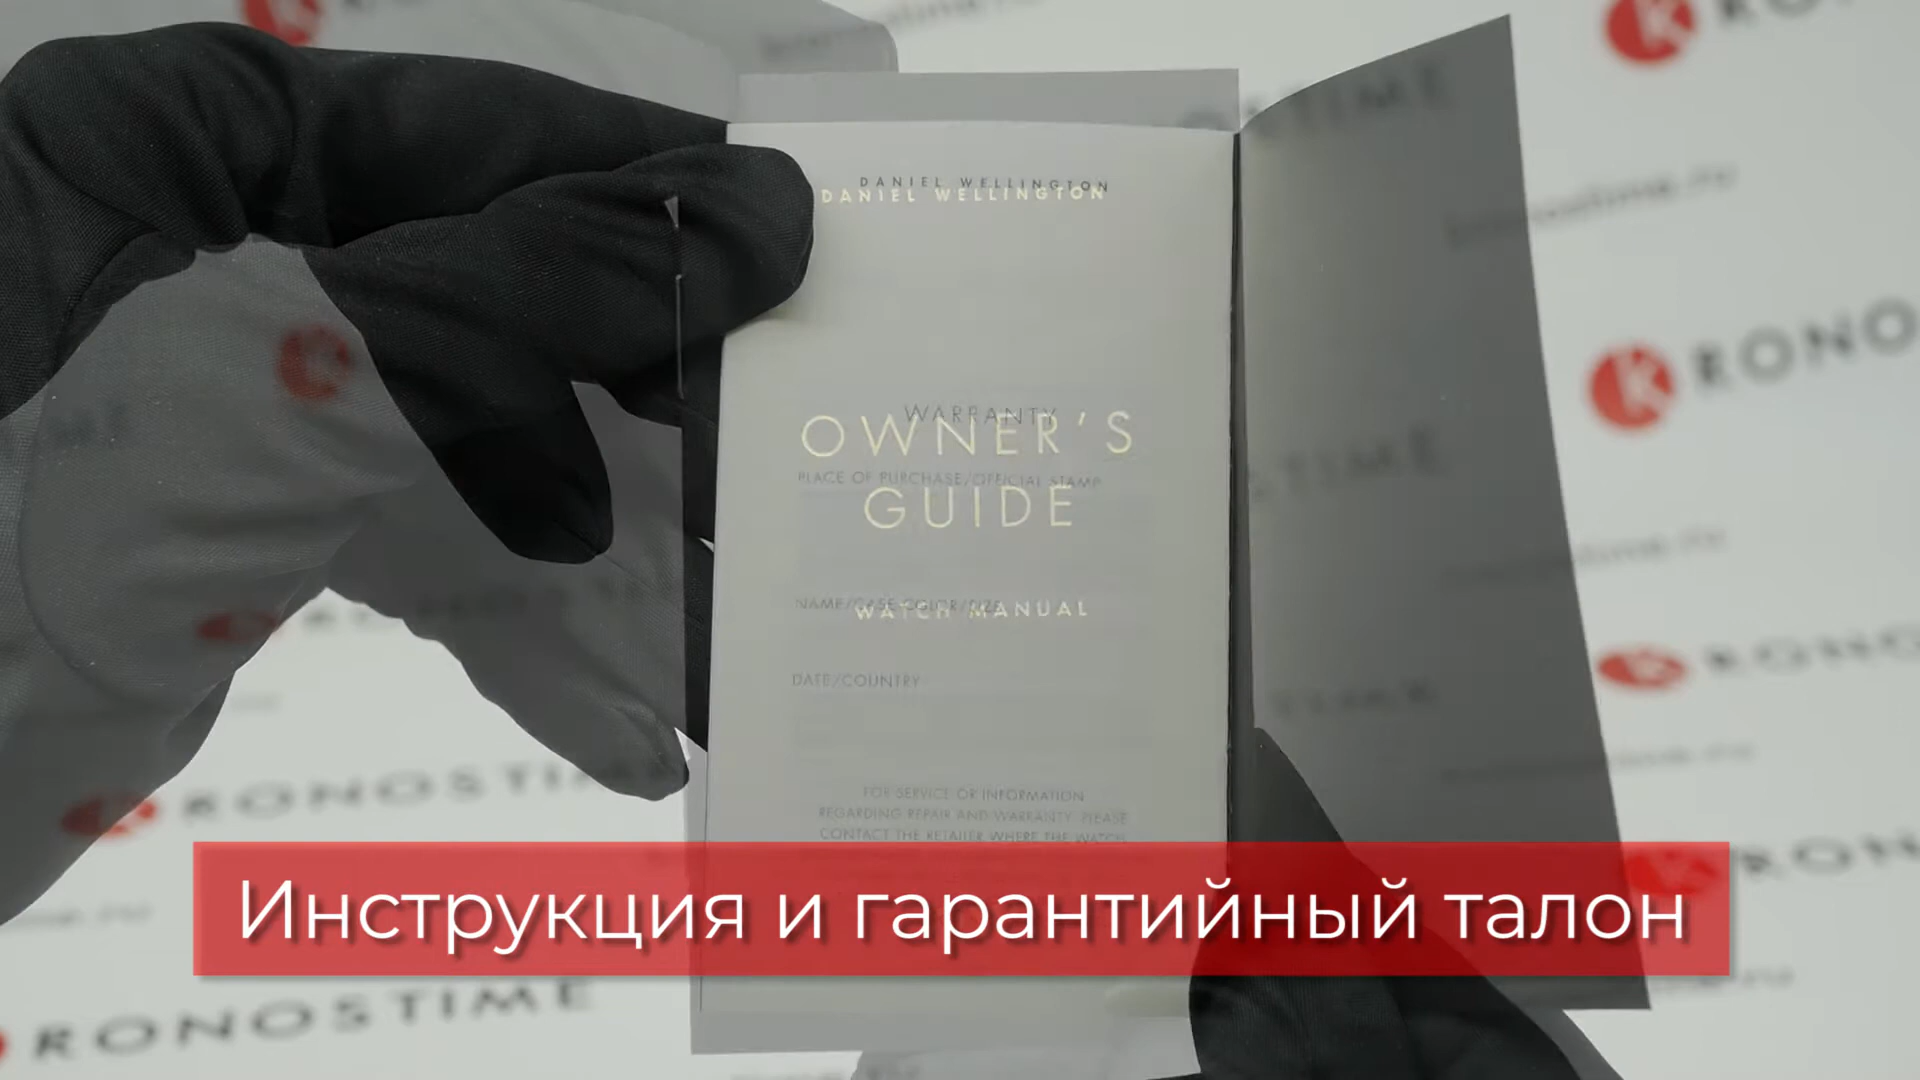 DANIEL WELLINGTON
DANIEL WELLINGTON
WARRANTY
OWNER'S
PLACE OF PURCHASE/OFFICIAL STAMP
GUIDE
NAME/CASE COLOR/SIZE
WATCH MANUAL
DATE/COUNTRY
FOR SERVICE OR INFORMATION
REGARDING REPAIR AND WARRANTY, PLEASE
CONTACT THE RETAILER WHERE THE WATCH
Инструкция и гарантийный талон
KRONOSTIME
KRONOSTIME